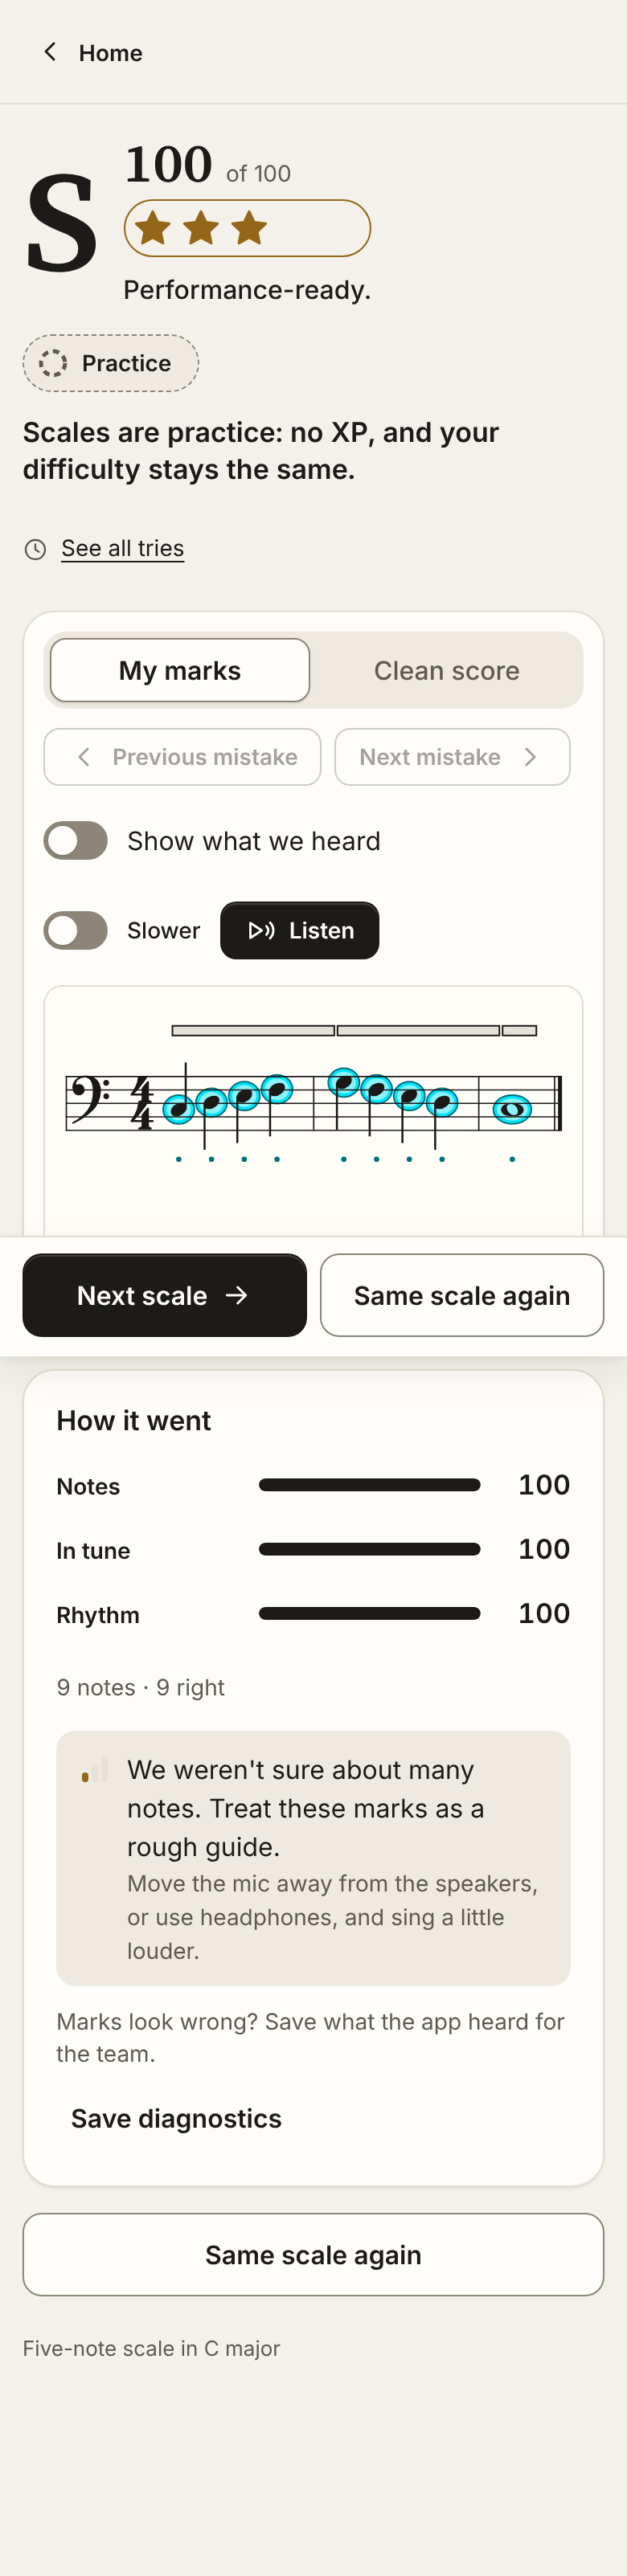 Home
S
100 of 100
Performance-ready.
Practice
Scales are practice: no XP, and your
difficulty stays the same.
See all tries
My marks
Clean score
Previous mistake
Next mistake
Show what we heard
Slower
Listen
4
4
Next scale
Same scale again
How it went
Notes 100
In tune 100
Rhythm 100
9 notes · 9 right
We weren't sure about many
notes. Treat these marks as a
rough guide.
Move the mic away from the speakers,
or use headphones, and sing a little
louder.
Marks look wrong? Save what the app heard for
the team.
Save diagnostics
Same scale again
Five-note scale in C major